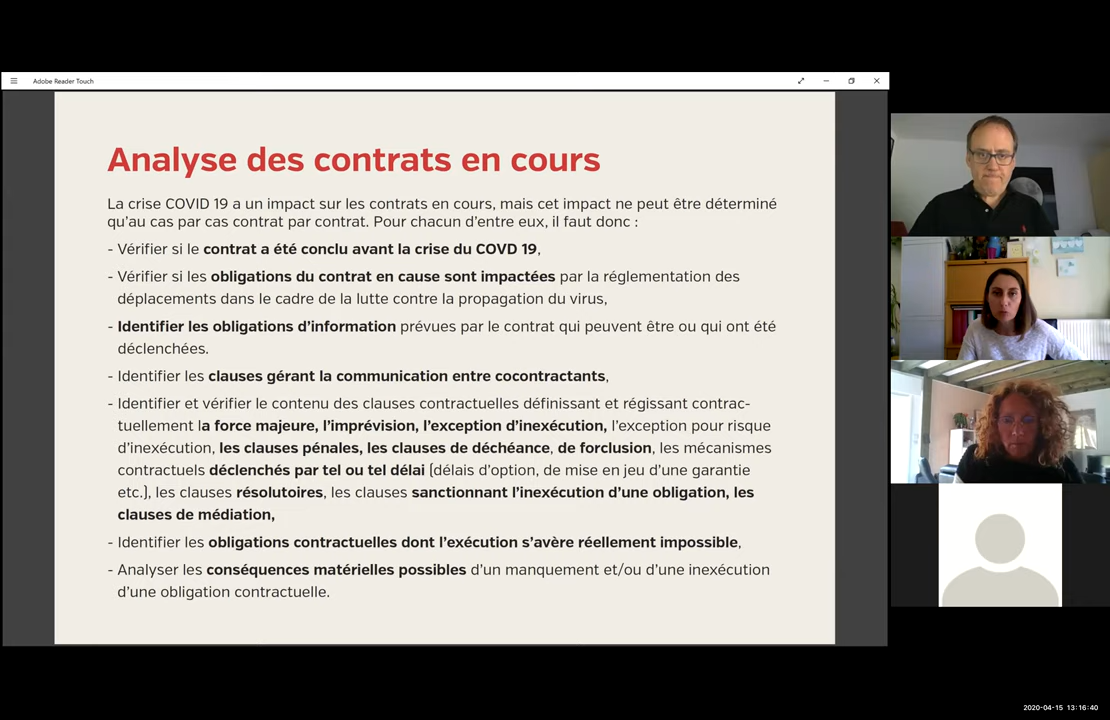 Adobe Reader Touch
Analyse des contrats en cours
La crise COVID 19 a un impact sur les contrats en cours, mais cet impact ne peut être déterminé
qu’au cas par cas contrat par contrat. Pour chacun d’entre eux, il faut donc :
- Vérifier si le contrat a été conclu avant la crise du COVD 19,
- Vérifier si les obligations du contrat en cause sont impactées par la réglementation des
déplacements dans le cadre de la lutte contre la propagation du virus,
- Identifier les obligations d’information prévues par le contrat qui peuvent être ou qui ont été
déclenchées.
- Identifier les clauses gérant la communication entre cocontractants,
- Identifier et vérifier le contenu des clauses contractuelles définissant et régissant contrac-
tuellement la force majeure, l’imprévision, l’exception d’inexécution, l’exception pour risque
d’inexécution, les clauses pénales, les clauses de déchéance, de forclusion, les mécanismes
contractuels déclenchés par tel ou tel délai (délais d’option, de mise en jeu d’une garantie
etc.), les clauses résolutoires, les clauses sanctionnant l’inexécution d’une obligation, les
clauses de médiation,
- Identifier les obligations contractuelles dont l’exécution s’avère réellement impossible,
- Analyser les conséquences matérielles possibles d’un manquement et/ou d’une inexécution
d’une obligation contractuelle.
2020-04-15 13:16:40